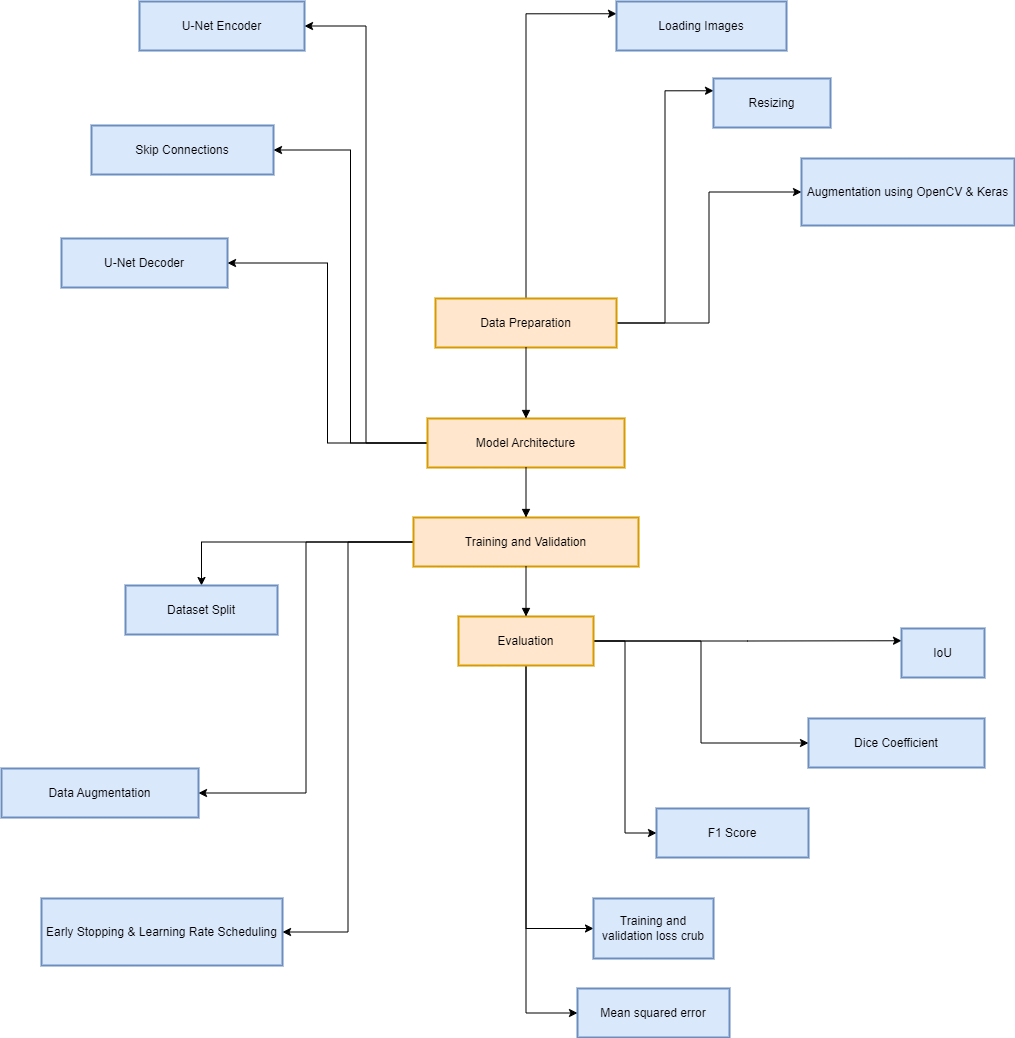 U-Net Encoder
Loading Images
Resizing
Skip Connections
Augmentation using OpenCV & Keras
U-Net Decoder
Data Preparation
Model Architecture
Training and Validation
Dataset Split
Evaluation
IoU
Dice Coefficient
Data Augmentation
F1 Score
Early Stopping & Learning Rate Scheduling
Training and
validation loss crub
Mean squared error